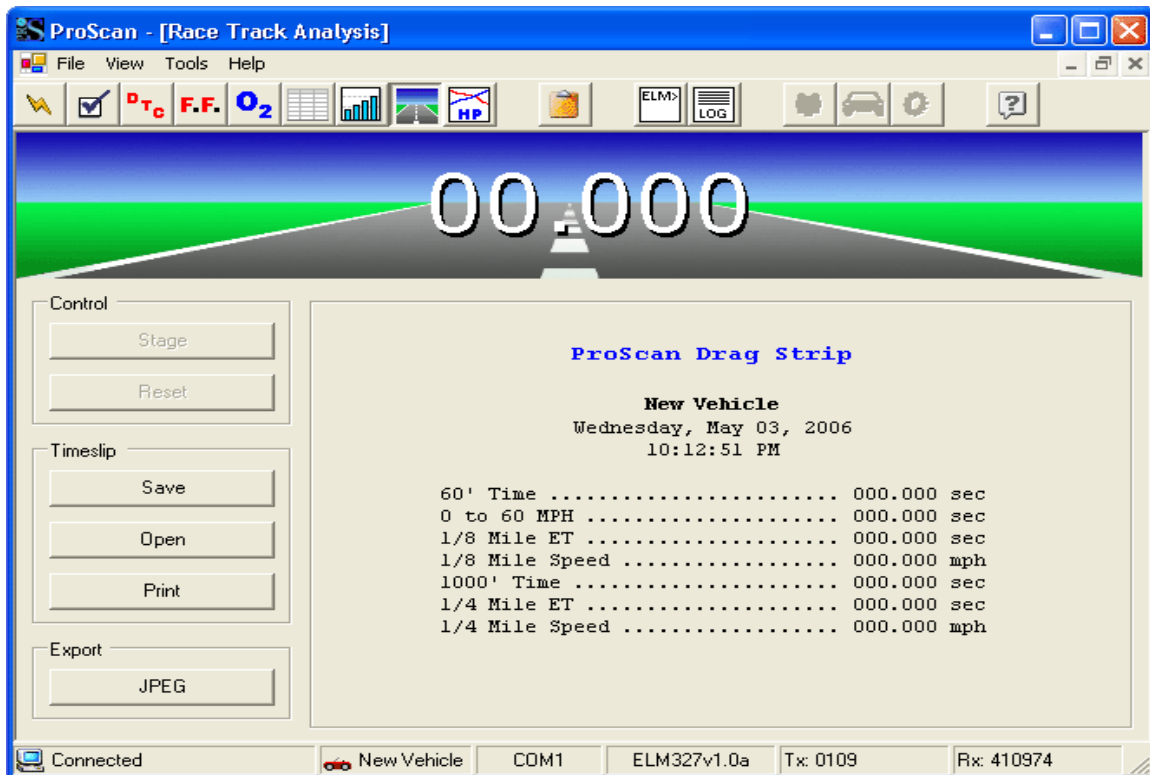 ProScan - [Race Track Analysis]
File View Tools Help
DTC F.F. O2 HP ELM> LOG ?
00.000
Control
Stage
Reset
Timeslip
Save
Open
Print
Export
JPEG
ProScan Drag Strip
New Vehicle
Wednesday, May 03, 2006
10:12:51 PM
60' Time ........................ 000.000 sec
0 to 60 MPH ..................... 000.000 sec
1/8 Mile ET ..................... 000.000 sec
1/8 Mile Speed .................. 000.000 mph
1000' Time ...................... 000.000 sec
1/4 Mile ET ..................... 000.000 sec
1/4 Mile Speed .................. 000.000 mph
Connected New Vehicle COM1 ELM327v1.0a Tx: 0109 Rx: 410974